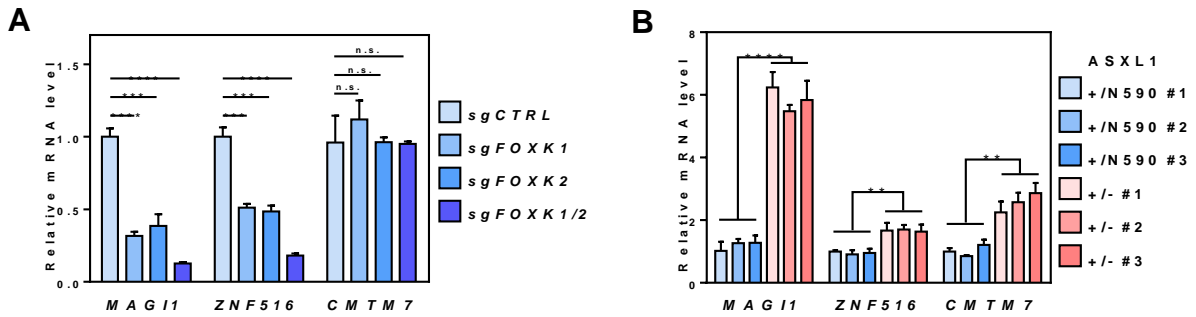 A
Relative mRNA level
1.5
1.0
0.5
0.0
****
***
****
****
***
***
n.s.
n.s.
n.s.
MAGI1
ZNF516
CMTM7
sgCTRL
sgFOXK1
sgFOXK2
sgFOXK1/2
B
Relative mRNA level
8
6
4
2
0
****
**
**
MAGI1
ZNF516
CMTM7
ASXL1
+/N590 #1
+/N590 #2
+/N590 #3
+/- #1
+/- #2
+/- #3